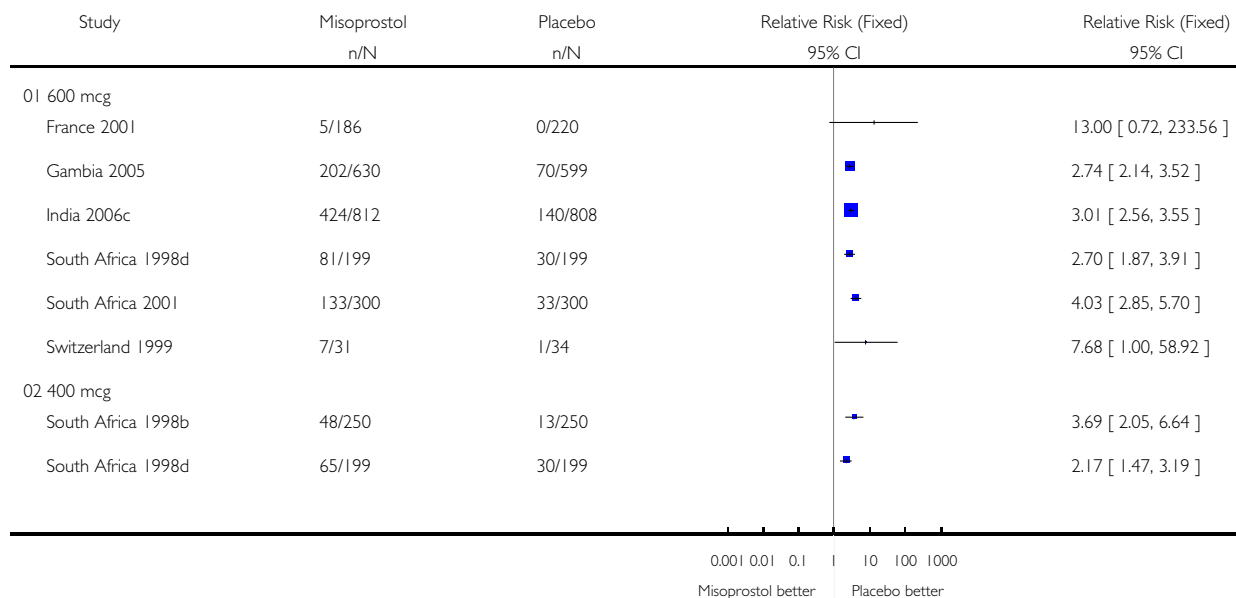 Study Misoprostol Placebo Relative Risk (Fixed) Relative Risk (Fixed)
n/N n/N 95% CI 95% CI
01 600 mcg
France 2001 5/186 0/220 13.00 [ 0.72, 233.56 ]
Gambia 2005 202/630 70/599 2.74 [ 2.14, 3.52 ]
India 2006c 424/812 140/808 3.01 [ 2.56, 3.55 ]
South Africa 1998d 81/199 30/199 2.70 [ 1.87, 3.91 ]
South Africa 2001 133/300 33/300 4.03 [ 2.85, 5.70 ]
Switzerland 1999 7/31 1/34 7.68 [ 1.00, 58.92 ]
02 400 mcg
South Africa 1998b 48/250 13/250 3.69 [ 2.05, 6.64 ]
South Africa 1998d 65/199 30/199 2.17 [ 1.47, 3.19 ]
0.001 0.01 0.1 1 10 100 1000
Misoprostol better Placebo better